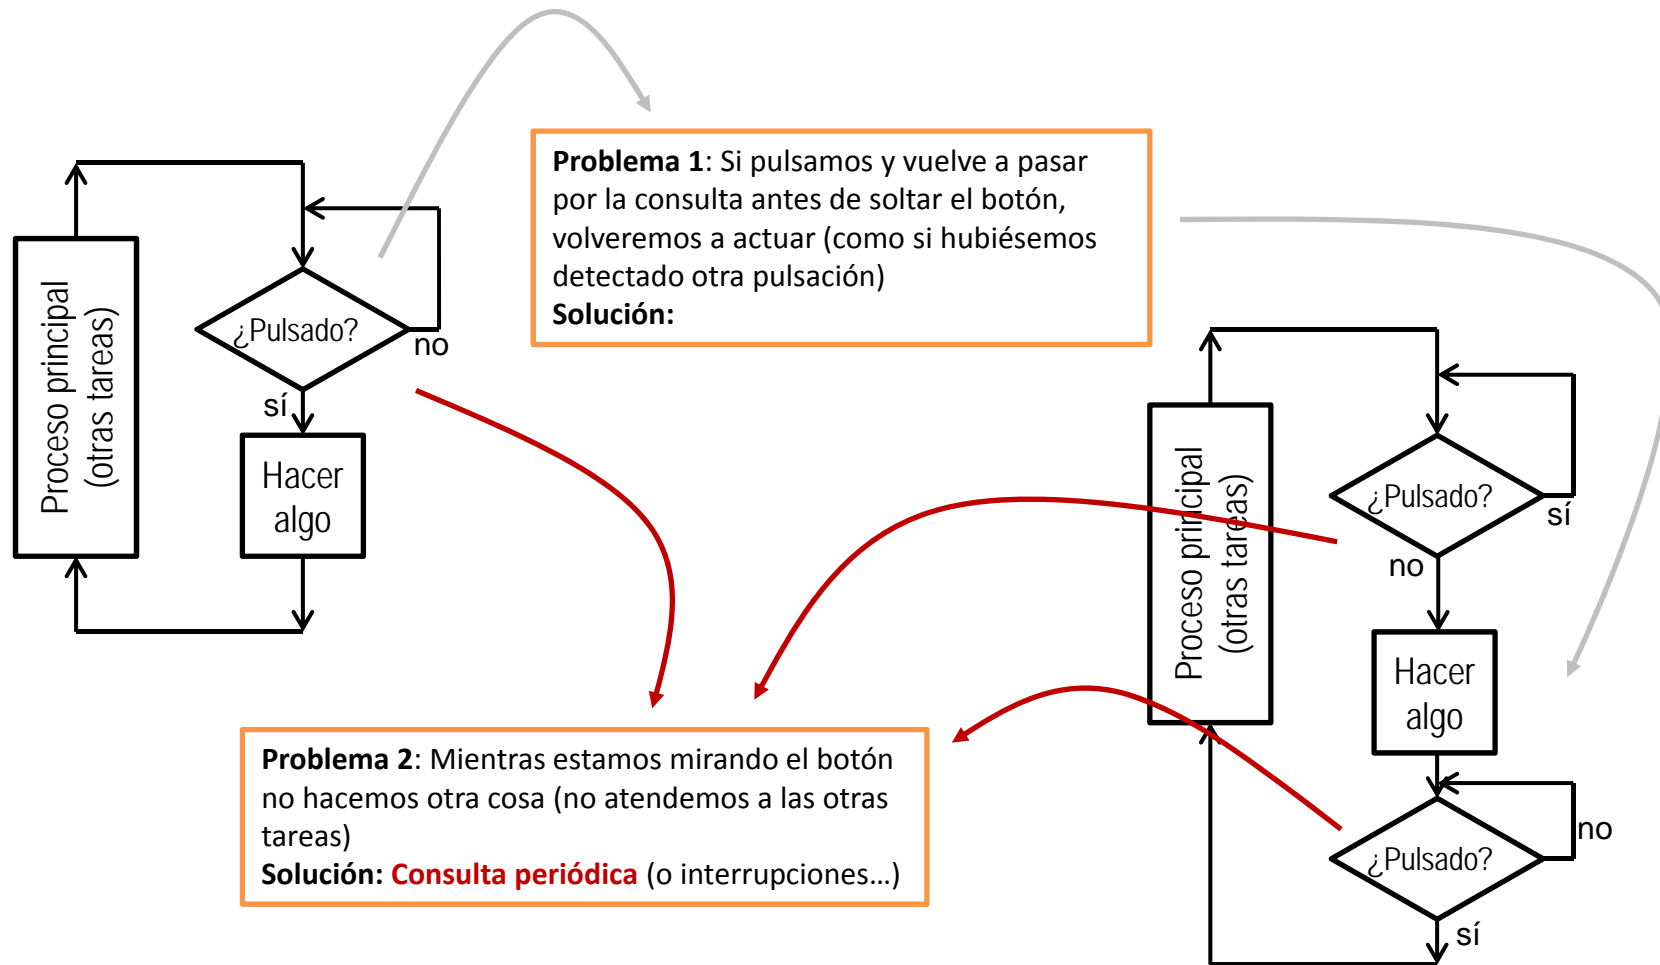 Problema 1: Si pulsamos y vuelve a pasar
por la consulta antes de soltar el botón,
volveremos a actuar (como si hubiésemos
detectado otra pulsación)
Solución:
Proceso principal
(otras tareas)
¿Pulsado?
no
sí
Hacer
algo
Proceso principal
(otras tareas)
¿Pulsado?
sí
no
Hacer
algo
¿Pulsado?
no
sí
Problema 2: Mientras estamos mirando el botón
no hacemos otra cosa (no atendemos a las otras
tareas)
Solución: Consulta periódica (o interrupciones…)